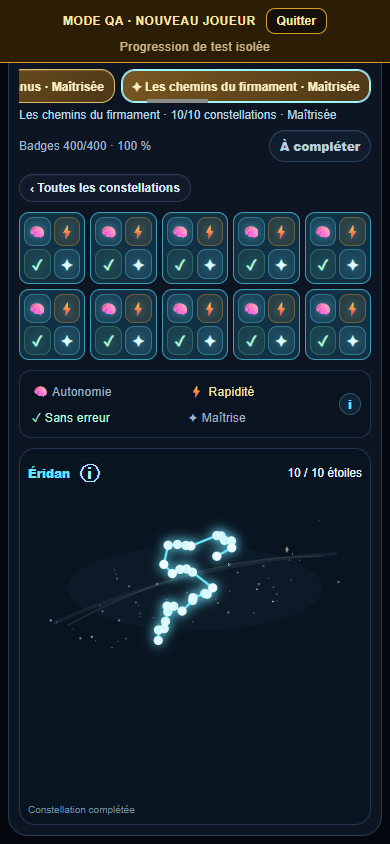 MODE QA · NOUVEAU JOUEUR
Quitter
Progression de test isolée
nus · Maîtrisée
✦ Les chemins du firmament · Maîtrisée
Les chemins du firmament · 10/10 constellations · Maîtrisée
Badges 400/400 · 100 %
À compléter
‹ Toutes les constellations
Autonomie
Rapidité
✓ Sans erreur
✦ Maîtrise
i
Éridan
i
10 / 10 étoiles
Constellation complétée